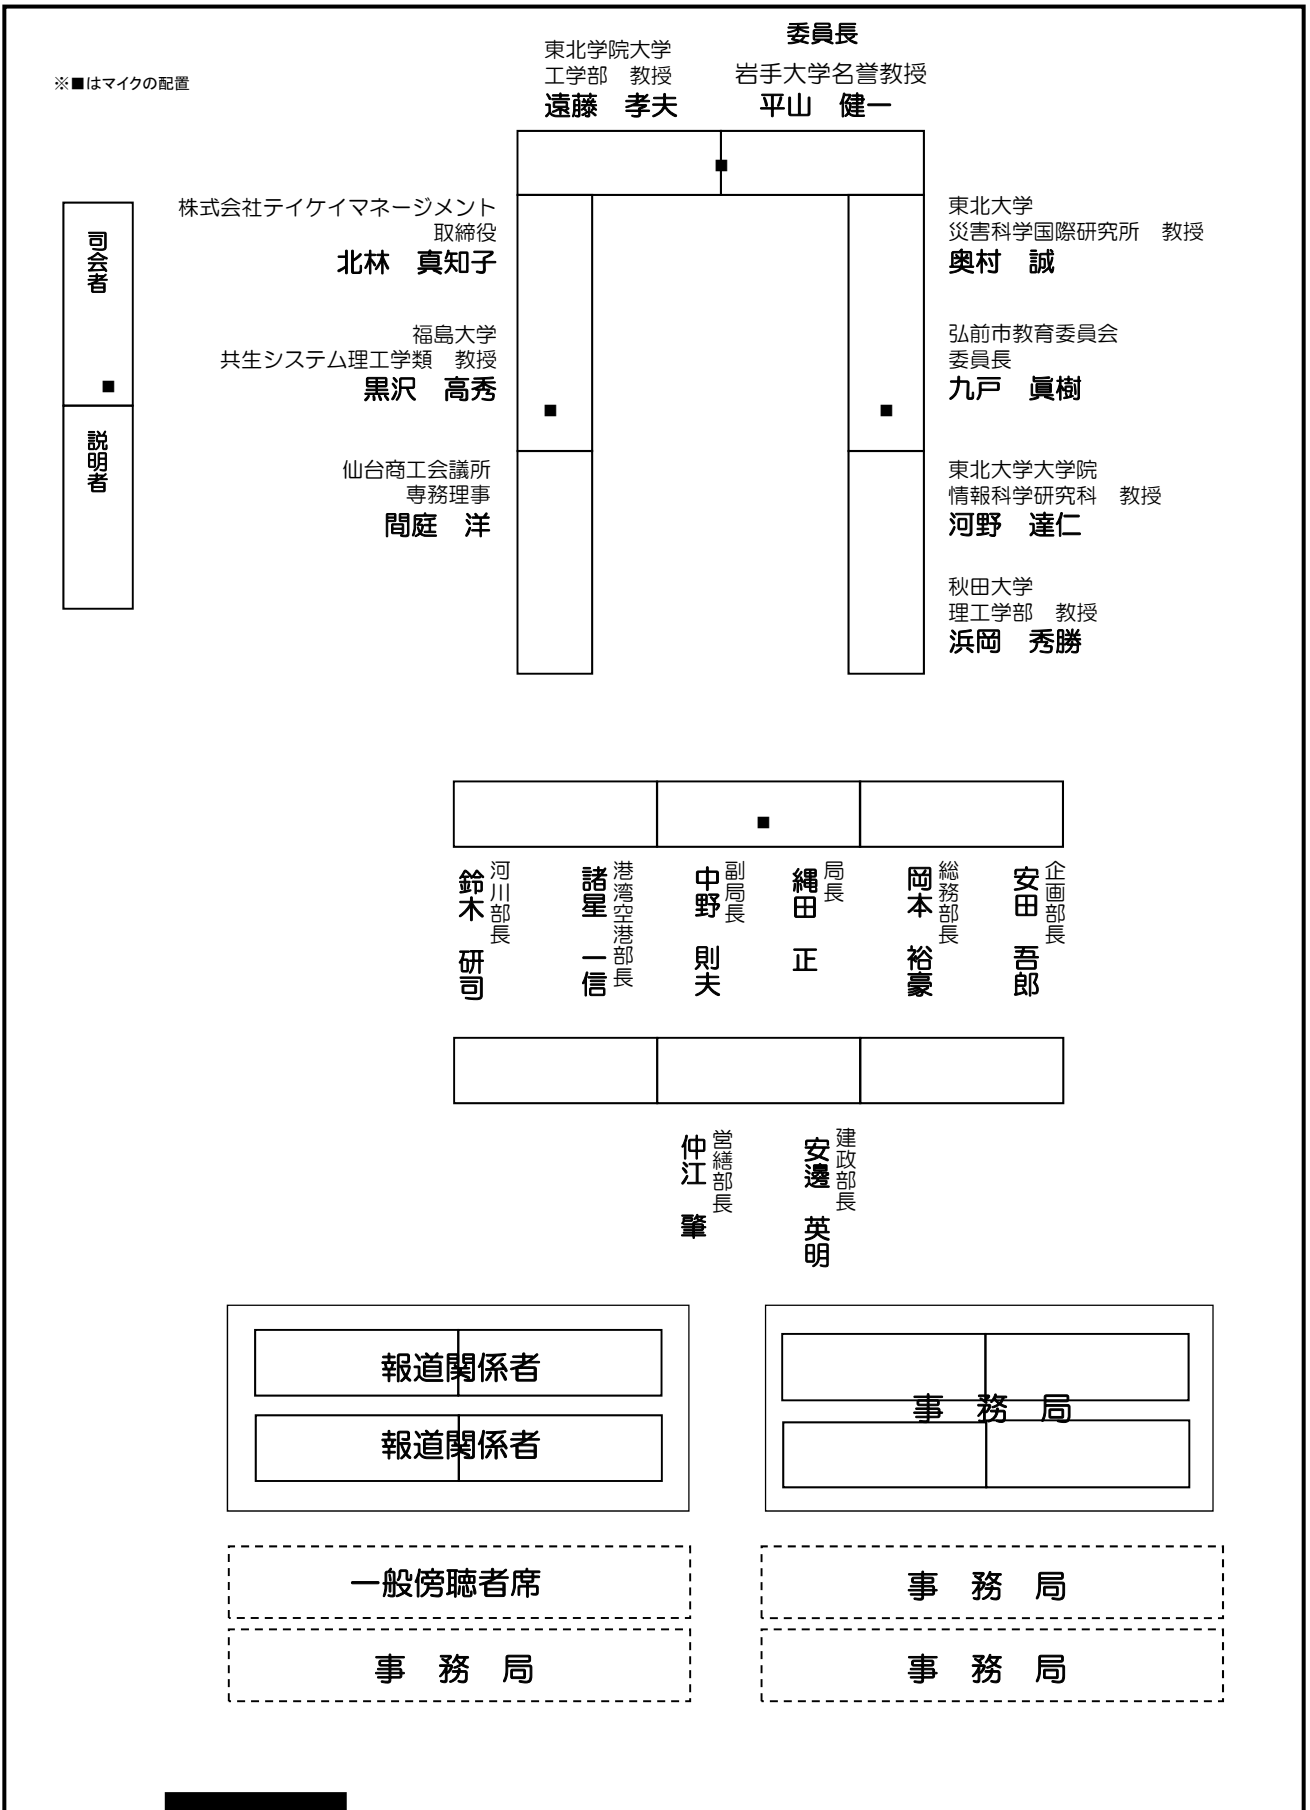 ※■はマイクの配置
東北学院大学
工学部　教授
遠藤　孝夫
委員長
岩手大学名誉教授
平山　健一
司会者
説明者
株式会社テイケイマネージメント
取締役
北林　真知子
福島大学
共生システム理工学類　教授
黒沢　高秀
仙台商工会議所
専務理事
間庭　洋
東北大学
災害科学国際研究所　教授
奥村　誠
弘前市教育委員会
委員長
九戸　眞樹
東北大学大学院
情報科学研究科　教授
河野　達仁
秋田大学
理工学部　教授
浜岡　秀勝
河川部長
鈴木　研司
港湾空港部長
諸星　一信
副局長
中野　則夫
局長
縄田　正
総務部長
岡本　裕豪
企画部長
安田　吾郎
営繕部長
仲江　肇
建政部長
安邊　英明
報道関係者
報道関係者
事　務　局
一般傍聴者席
事　務　局
事　務　局
事　務　局